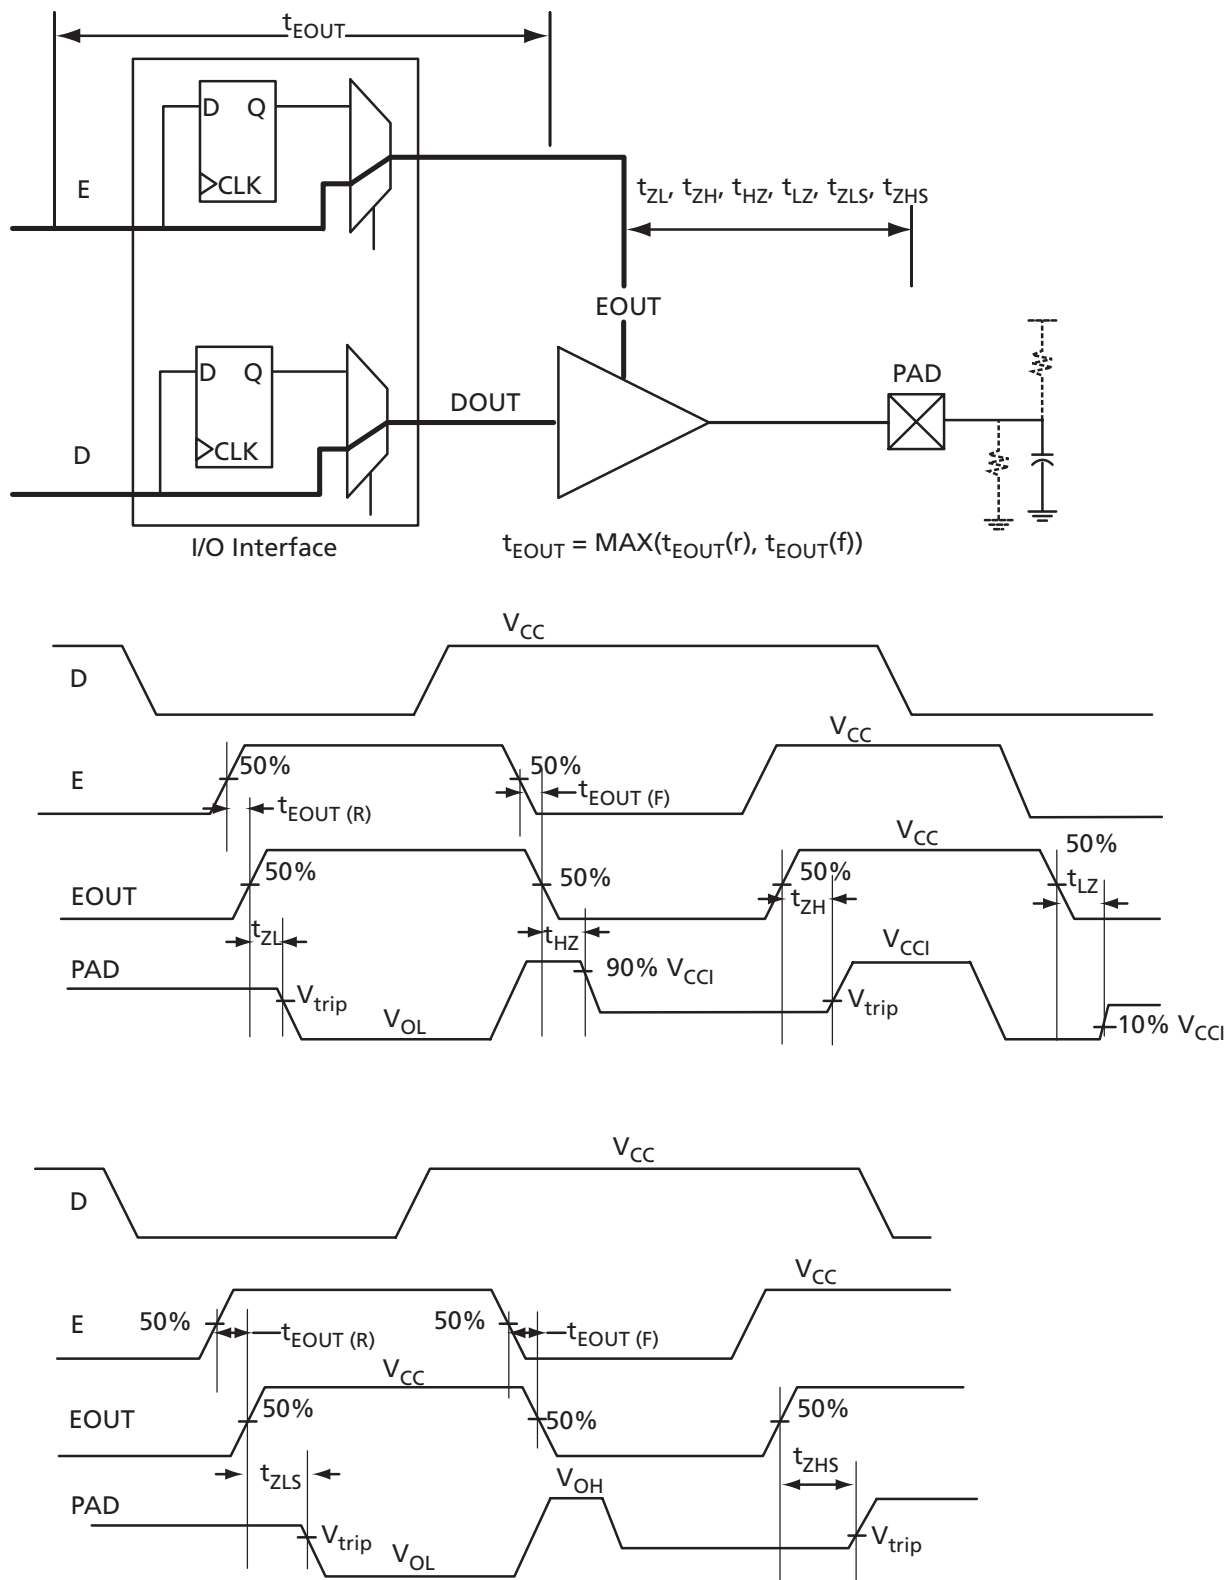 tEOUT
D Q
CLK
E
tZL, tZH, tHZ, tLZ, tZLS, tZHS
EOUT
D Q
CLK
DOUT
PAD
D
I/O Interface
tEOUT = MAX(tEOUT(r), tEOUT(f))
VCC
D
VCC
E
50%
50%
tEOUT (R)
tEOUT (F)
VCC
50%
EOUT
50%
50%
50%
tZL
tHZ
tZH
tLZ
PAD
VCCI
90% VCCI
Vtrip
Vtrip
VOL
10% VCCI
VCC
D
VCC
E
50%
50%
tEOUT (R)
tEOUT (F)
VCC
EOUT
50%
50%
50%
tZLS
tZHS
VOH
PAD
Vtrip
Vtrip
VOL